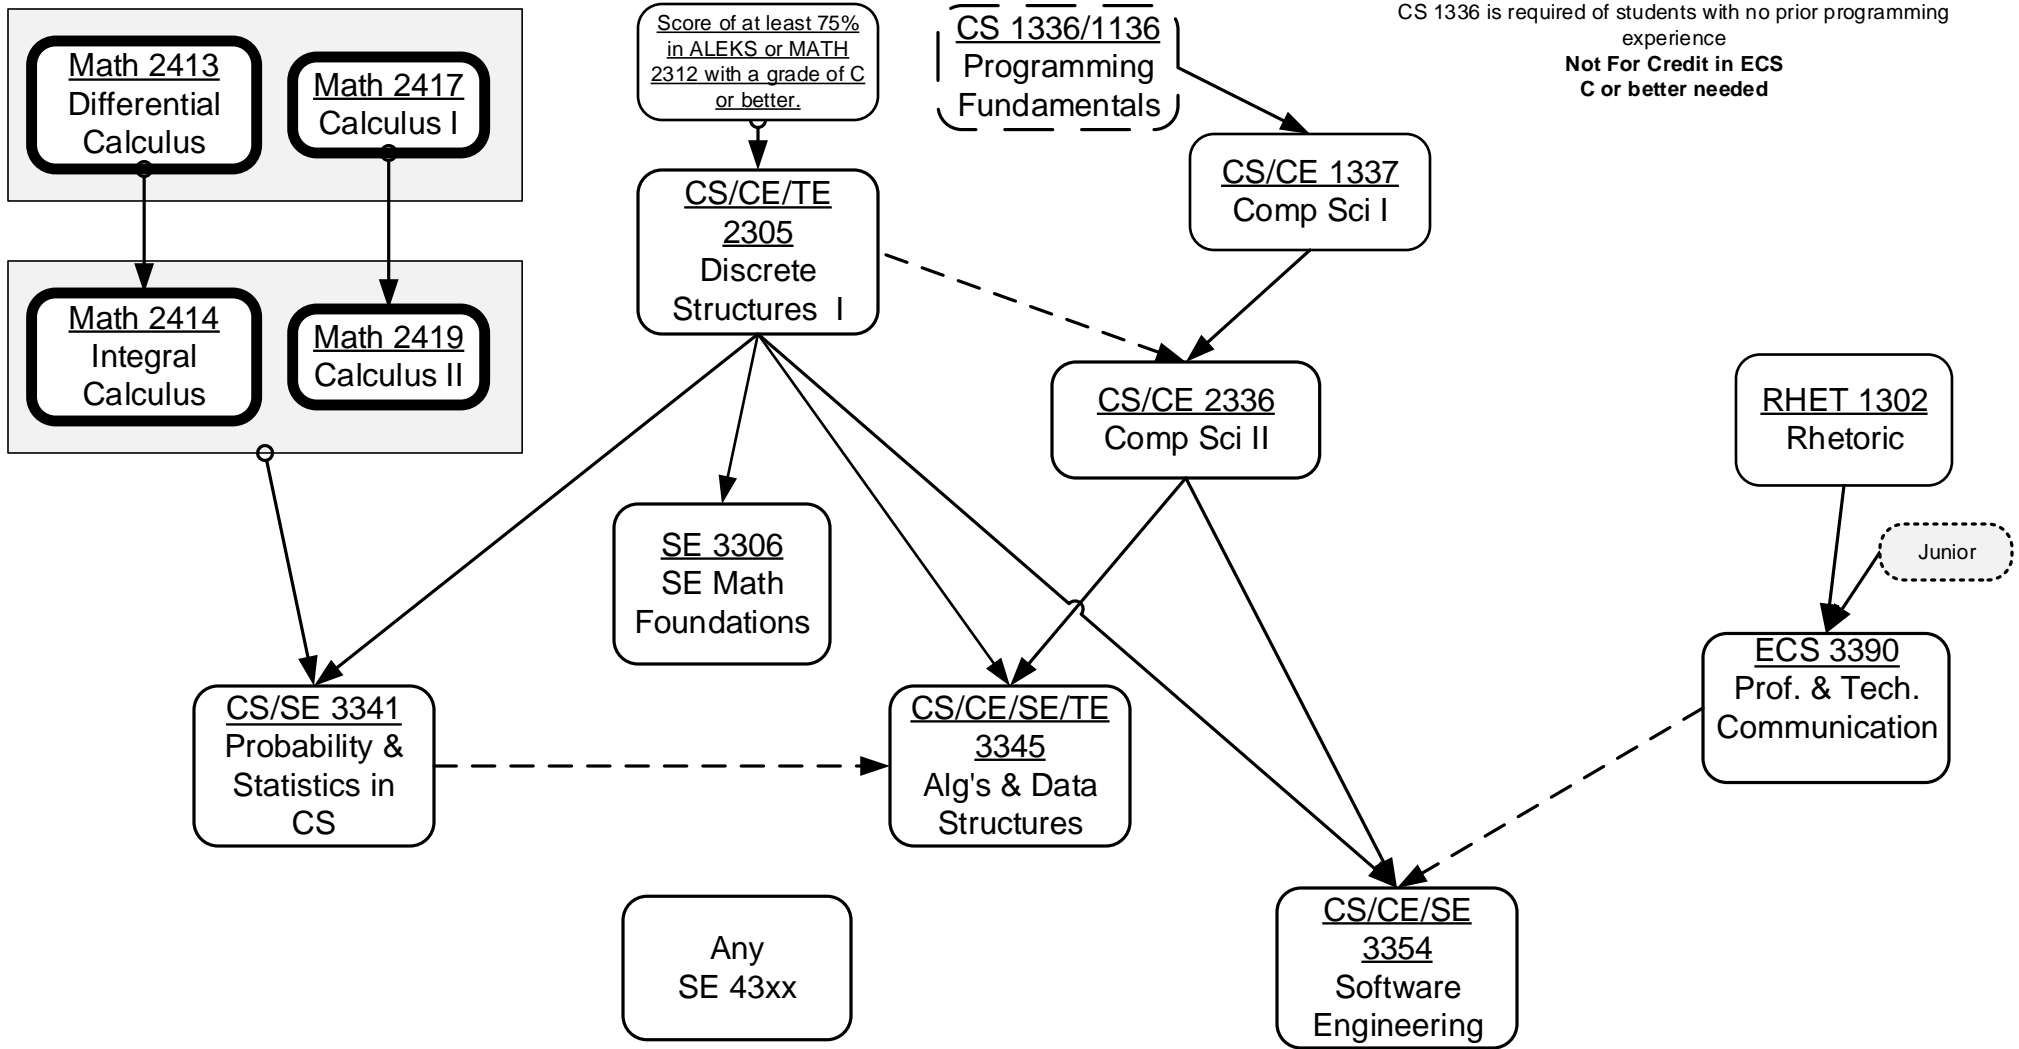 Math 2413
Differential
Calculus
Math 2417
Calculus I
Score of at least 75%
in ALEKS or MATH
2312 with a grade of C
or better.
CS 1336/1136
Programming
Fundamentals
CS 1336 is required of students with no prior programming
experience
Not For Credit in ECS
C or better needed
CS/CE/TE
2305
Discrete
Structures I
CS/CE 1337
Comp Sci I
Math 2414
Integral
Calculus
Math 2419
Calculus II
CS/CE 2336
Comp Sci II
RHET 1302
Rhetoric
SE 3306
SE Math
Foundations
Junior
ECS 3390
Prof. & Tech.
Communication
CS/SE 3341
Probability &
Statistics in
CS
CS/CE/SE/TE
3345
Alg's & Data
Structures
Any
SE 43xx
CS/CE/SE
3354
Software
Engineering